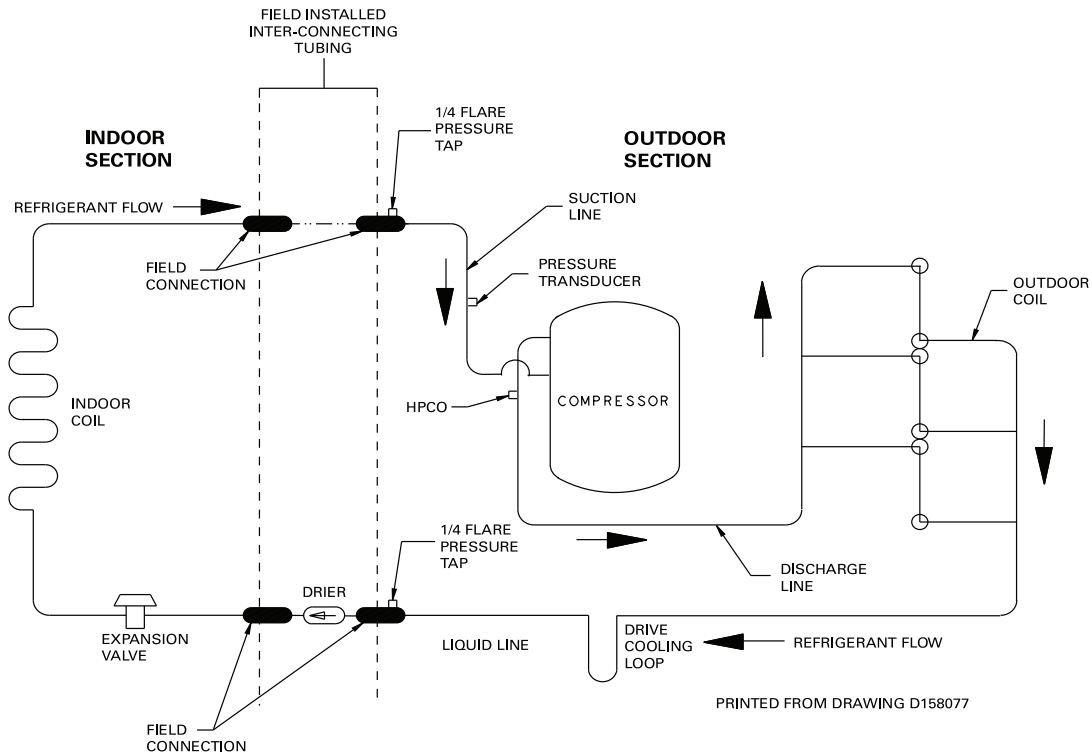 FIELD INSTALLED
INTER-CONNECTING
TUBING
1/4 FLARE
PRESSURE
TAP
INDOOR
SECTION
OUTDOOR
SECTION
REFRIGERANT FLOW
SUCTION
LINE
FIELD
CONNECTION
PRESSURE
TRANSDUCER
OUTDOOR
COIL
INDOOR
COIL
HPCO
COMPRESSOR
1/4 FLARE
PRESSURE
TAP
DISCHARGE
LINE
DRIER
EXPANSION
VALVE
LIQUID LINE
DRIVE
COOLING
LOOP
REFRIGERANT FLOW
FIELD
CONNECTION
PRINTED FROM DRAWING D158077